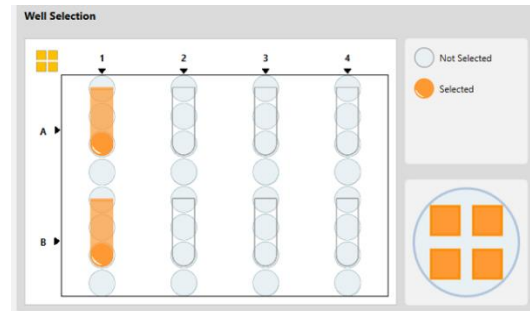 Well Selection
1 2 3 4
Not Selected
Selected
A
B